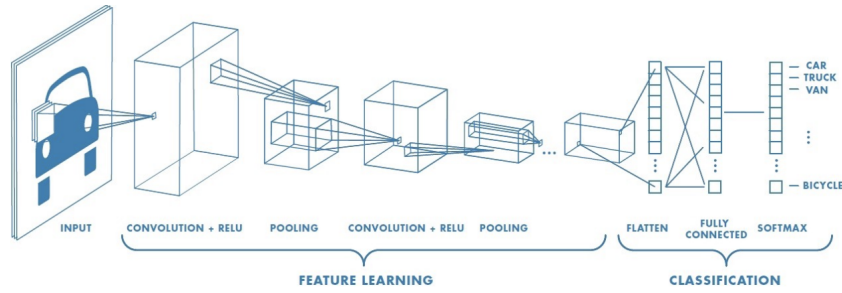 CAR
TRUCK
VAN
BICYCLE
INPUT
CONVOLUTION + RELU
POOLING
CONVOLUTION + RELU
POOLING
FLATTEN
FULLY
CONNECTED
SOFTMAX
FEATURE LEARNING
CLASSIFICATION